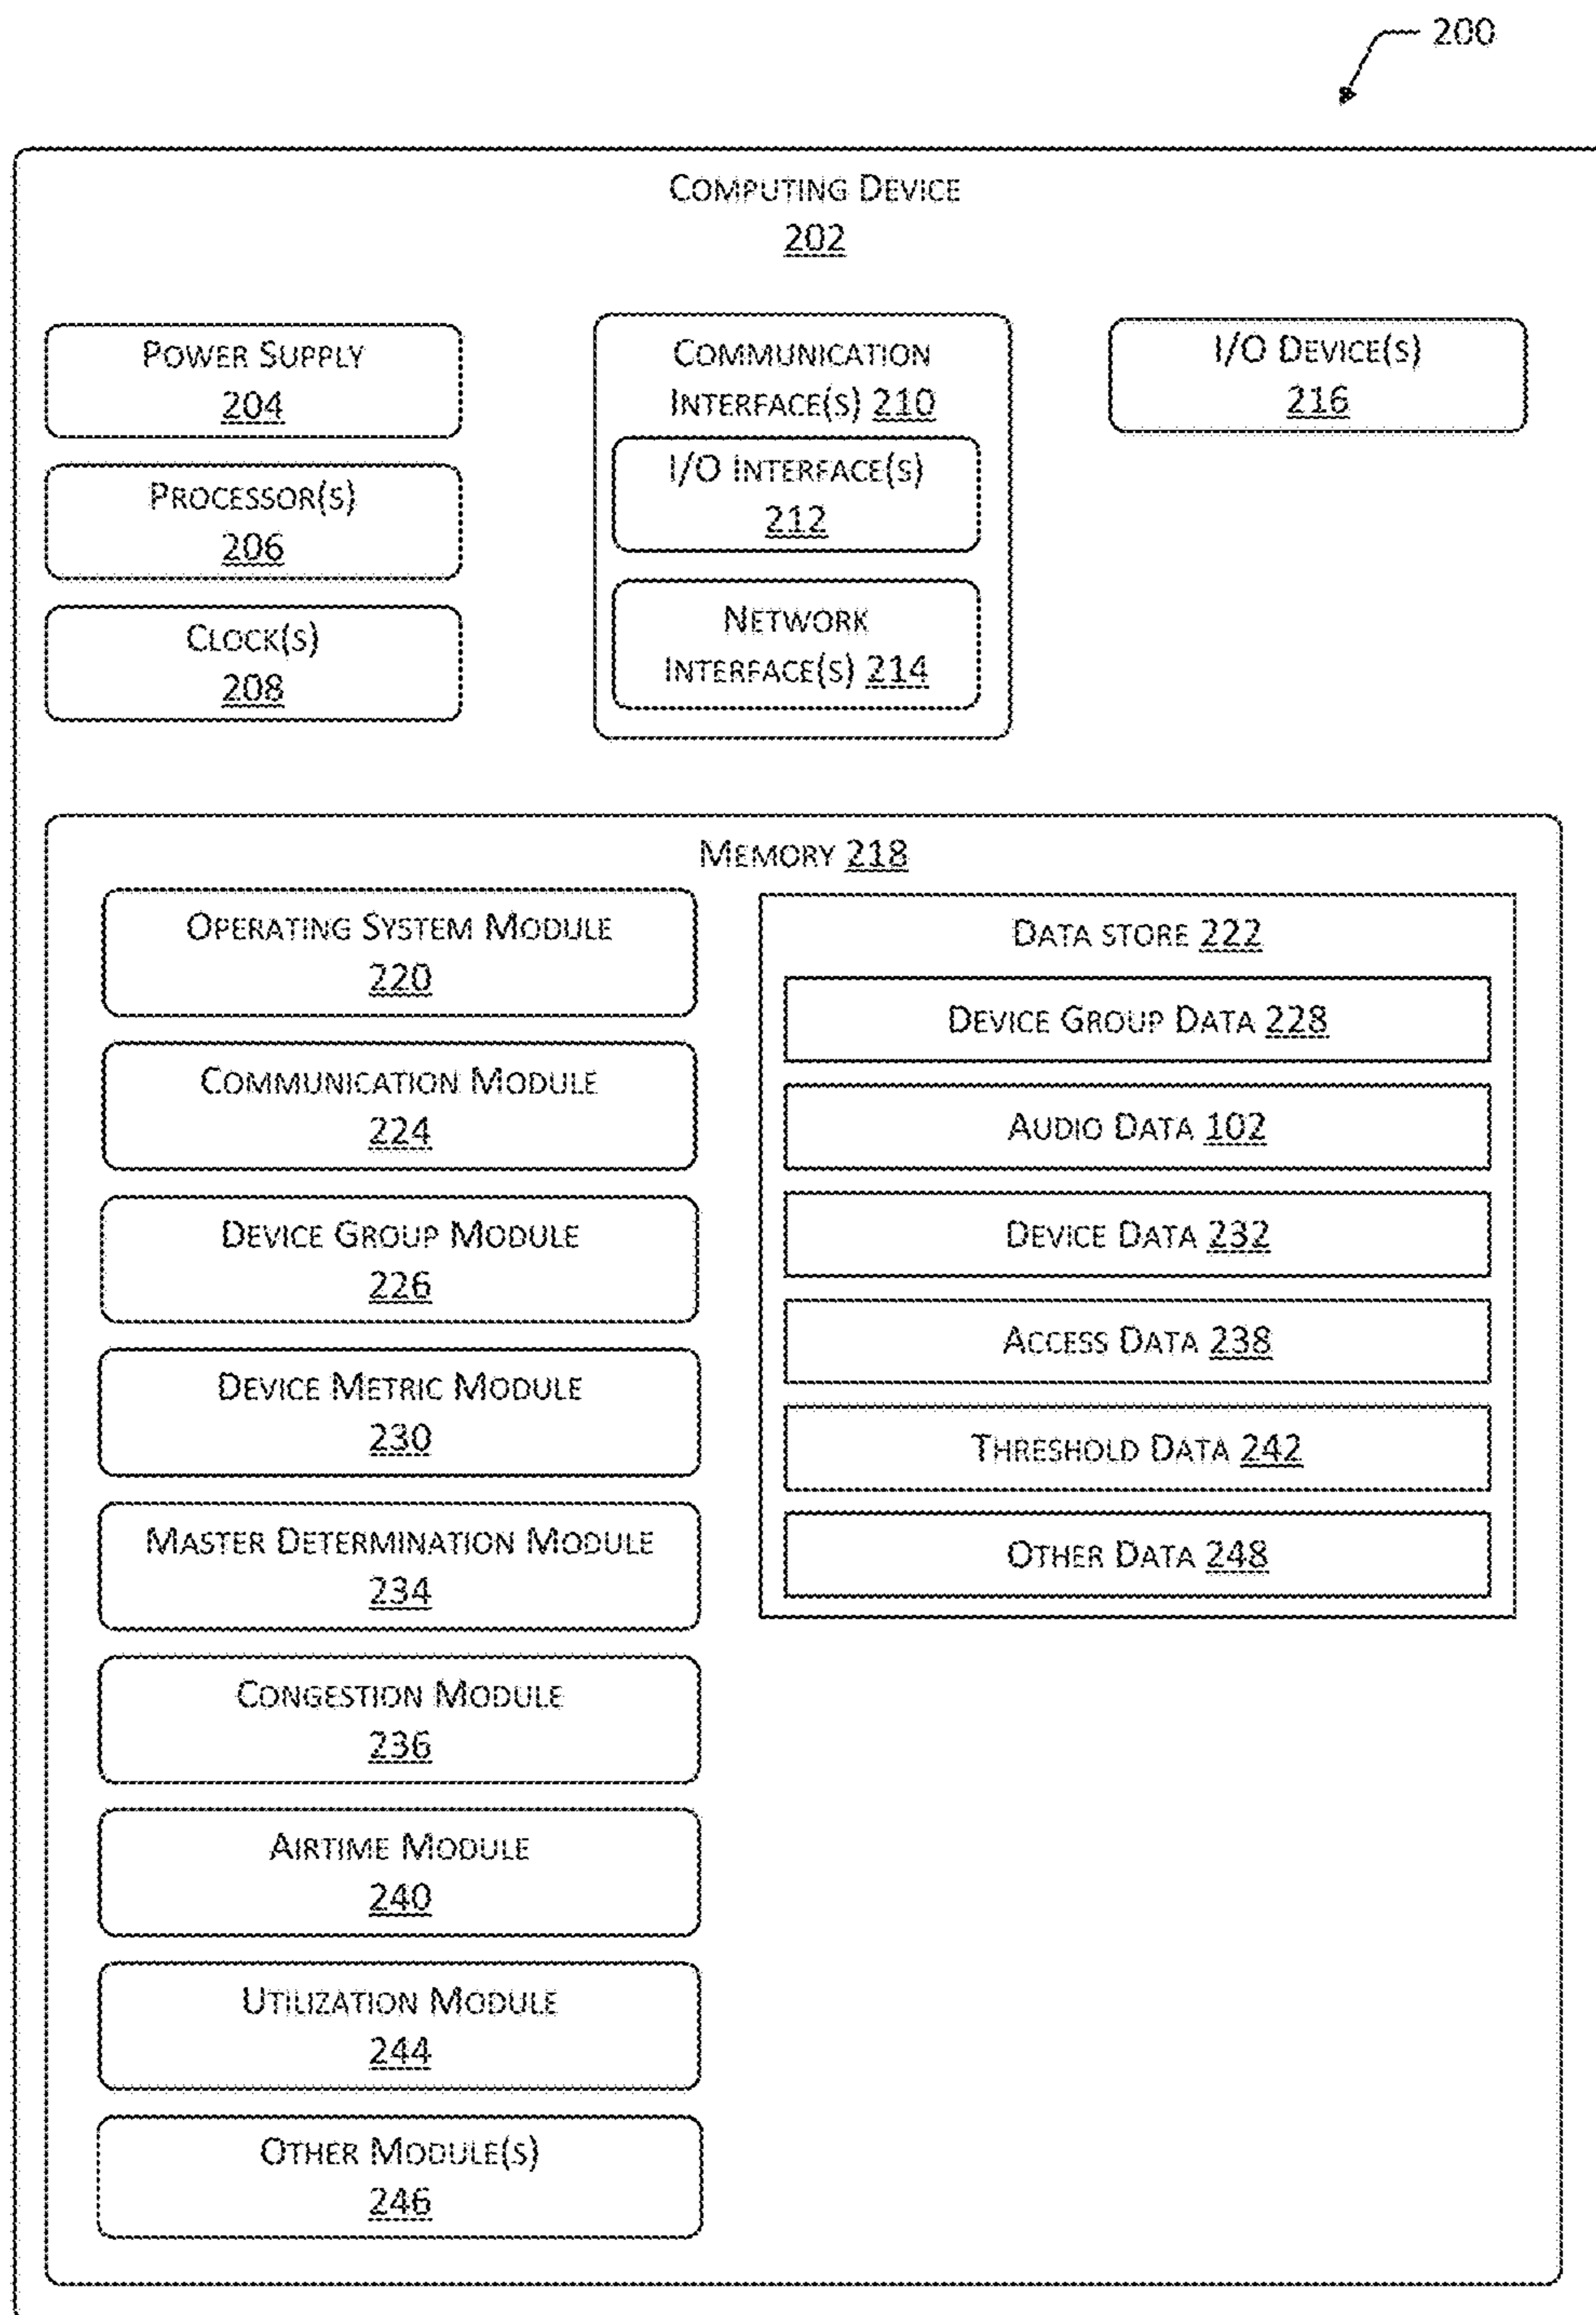 200
COMPUTING DEVICE
202
POWER SUPPLY
204
PROCESSOR(S)
206
CLOCK(S)
208
COMMUNICATION
INTERFACE(S) 210
I/O INTERFACE(S)
212
NETWORK
INTERFACE(S) 214
I/O DEVICE(S)
216
MEMORY 218
OPERATING SYSTEM MODULE
220
COMMUNICATION MODULE
224
DEVICE GROUP MODULE
226
DEVICE METRIC MODULE
230
MASTER DETERMINATION MODULE
234
CONGESTION MODULE
236
AIRTIME MODULE
240
UTILIZATION MODULE
244
OTHER MODULE(S)
246
DATA STORE 222
DEVICE GROUP DATA 228
AUDIO DATA 102
DEVICE DATA 232
ACCESS DATA 238
THRESHOLD DATA 242
OTHER DATA 248